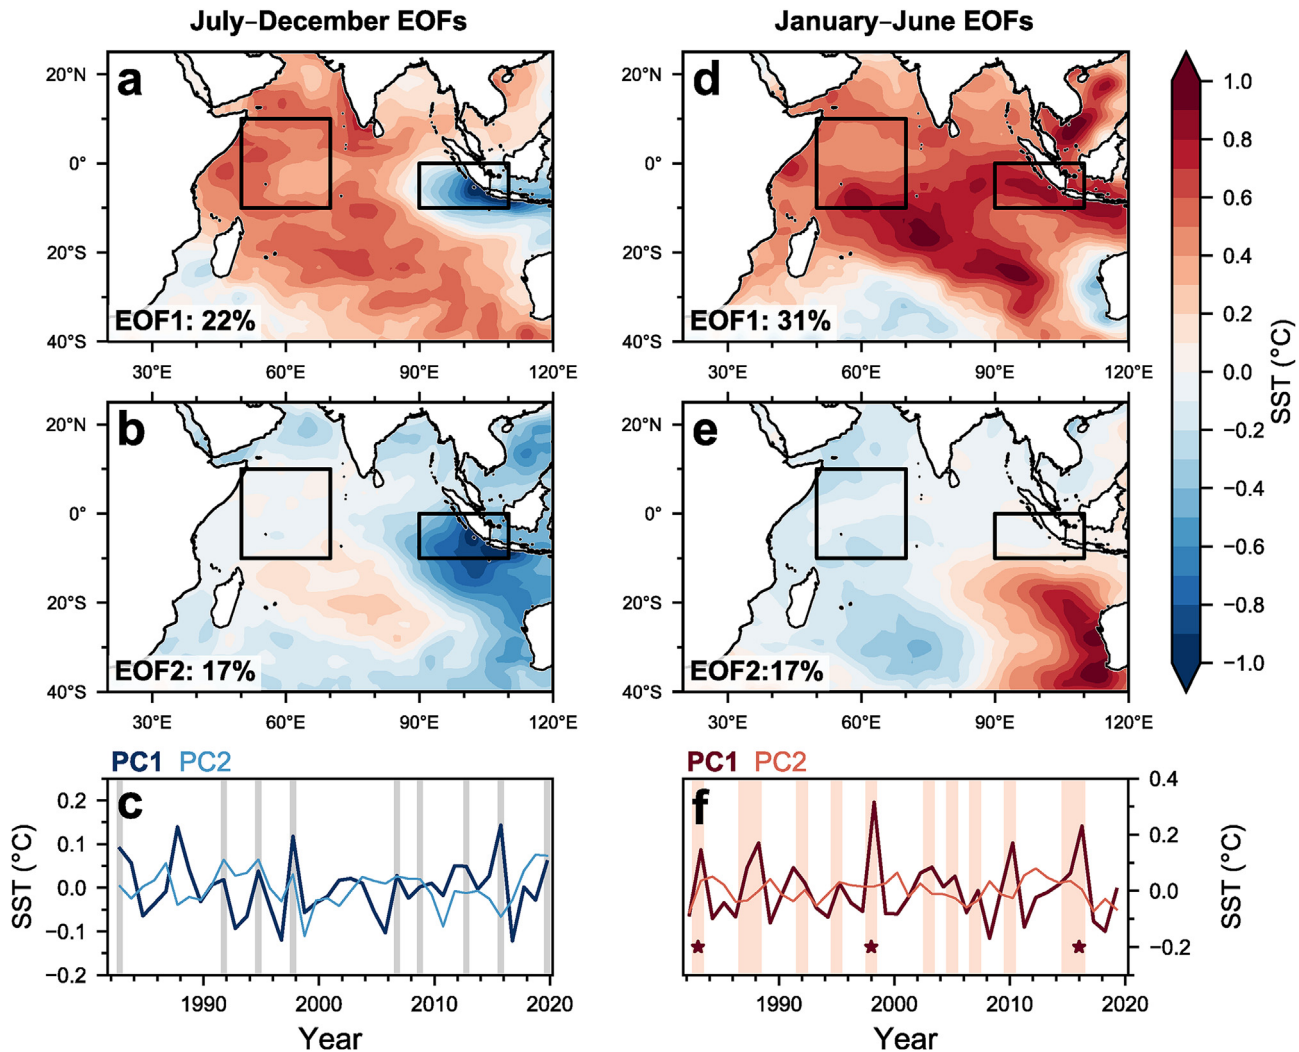 July–December EOFs
January–June EOFs
a
20°N
0°
20°S
40°S
EOF1: 22%
30°E
60°E
90°E
120°E
d
20°N
0°
20°S
40°S
EOF1: 31%
30°E
60°E
90°E
120°E
1.0
0.8
0.6
0.4
0.2
0.0
−0.2
−0.4
−0.6
−0.8
−1.0
SST (°C)
b
20°N
0°
20°S
40°S
EOF2: 17%
30°E
60°E
90°E
120°E
e
20°N
0°
20°S
40°S
EOF2:17%
30°E
60°E
90°E
120°E
PC1 PC2
c
0.2
0.1
0.0
−0.1
−0.2
SST (°C)
1990
2000
2010
2020
Year
PC1 PC2
f
0.4
0.2
0.0
−0.2
SST (°C)
1990
2000
2010
2020
Year